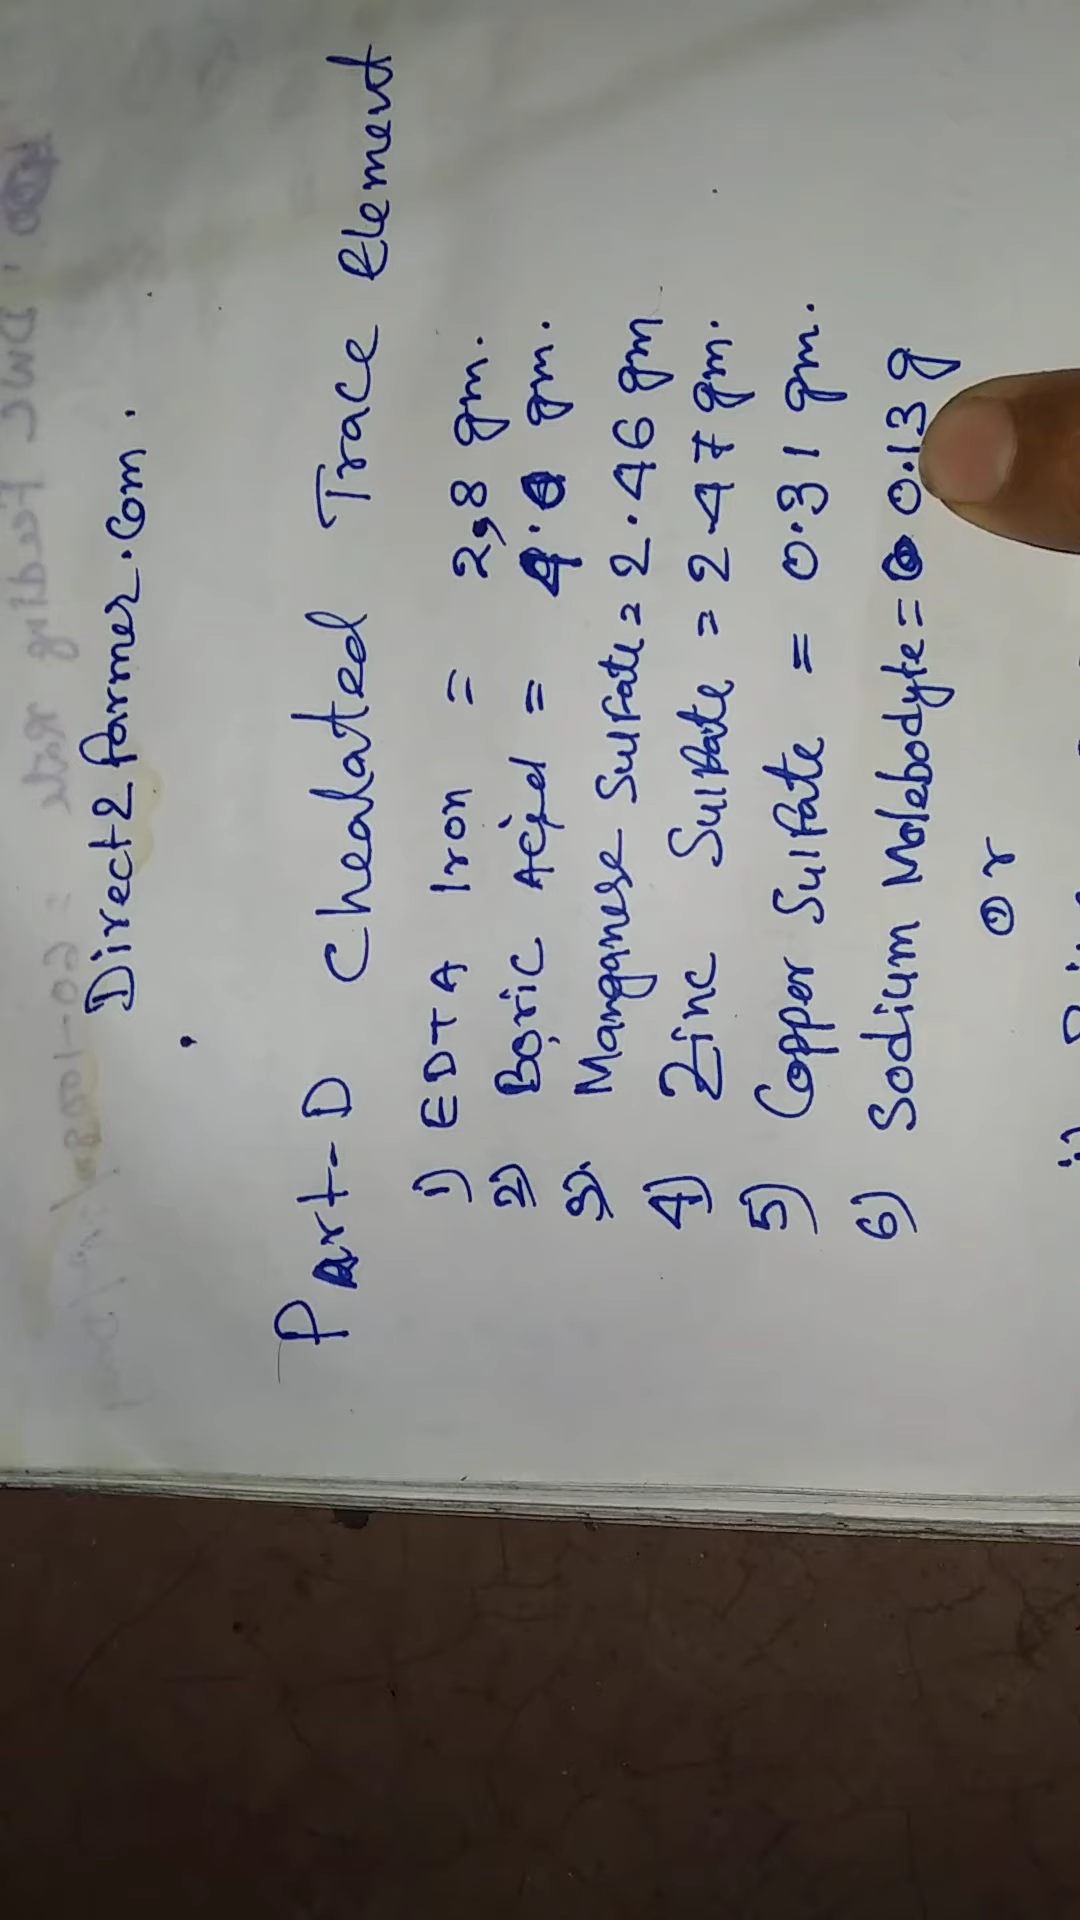 Direct2farmer.Com.
Part-D Chealated Trace Element
1) EDTA Iron = 2.8 gm.
2) Boric Acid = gm.
3) Manganese Sulfate = 2.46 gm
4) Zinc Sulfate = 2.47 gm.
5) Copper Sulfate = 0.31 gm.
6) Sodium Molebodyte = 0.13 g
Or